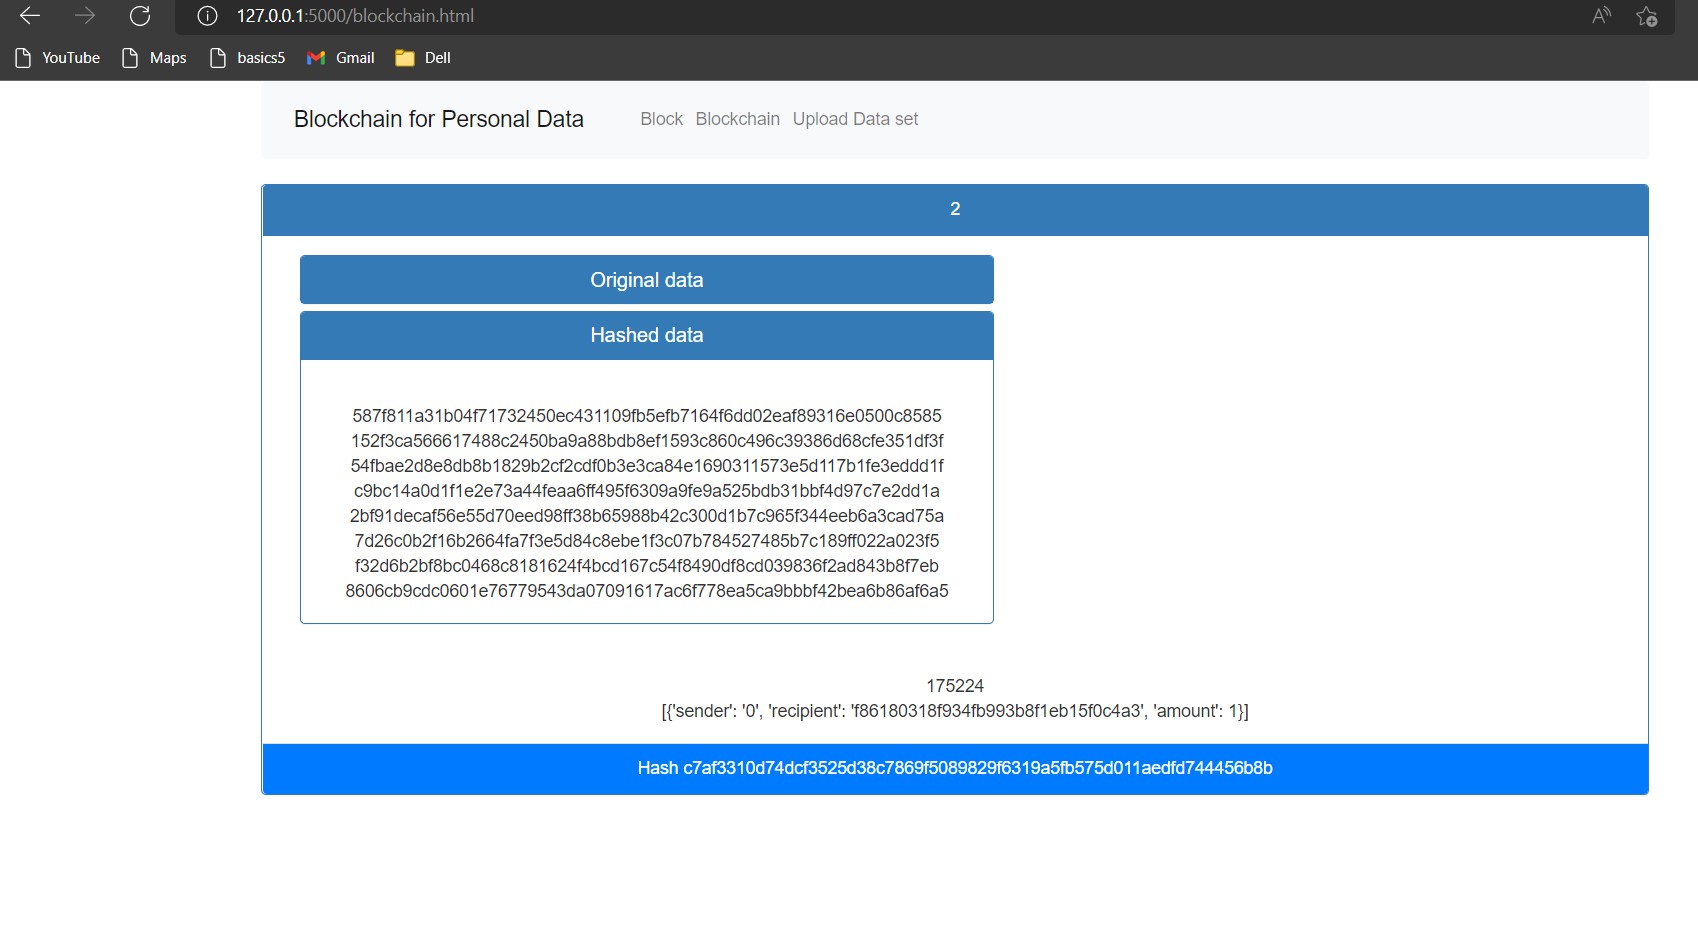 127.0.0.1:5000/blockchain.html
YouTube Maps basics5 Gmail Dell
Blockchain for Personal Data Block Blockchain Upload Data set
2
Original data
Hashed data
587f811a31b04f71732450ec431109fb5efb7164f6dd02eaf89316e0500c8585
152f3ca566617488c2450ba9a88bdb8ef1593c860c496c39386d68cfe351df3f
54fbae2d8e8db8b1829b2cf2cdf0b3e3ca84e1690311573e5d117b1fe3eddd1f
c9bc14a0d1f1e2e73a44feaa6ff495f6309a9fe9a525bdb31bbf4d97c7e2dd1a
2bf91decaf56e55d70eed98ff38b65988b42c300d1b7c965f344eeb6a3cad75a
7d26c0b2f16b2664fa7f3e5d84c8ebe1f3c07b784527485b7c189ff022a023f5
f32d6b2bf8bc0468c8181624f4bcd167c54f8490df8cd039836f2ad843b8f7eb
8606cb9cdc0601e76779543da07091617ac6f778ea5ca9bbbf42bea6b86af6a5
175224
[{'sender': '0', 'recipient': 'f86180318f934fb993b8f1eb15f0c4a3', 'amount': 1}]
Hash c7af3310d74dcf3525d38c7869f5089829f6319a5fb575d011aedfd744456b8b